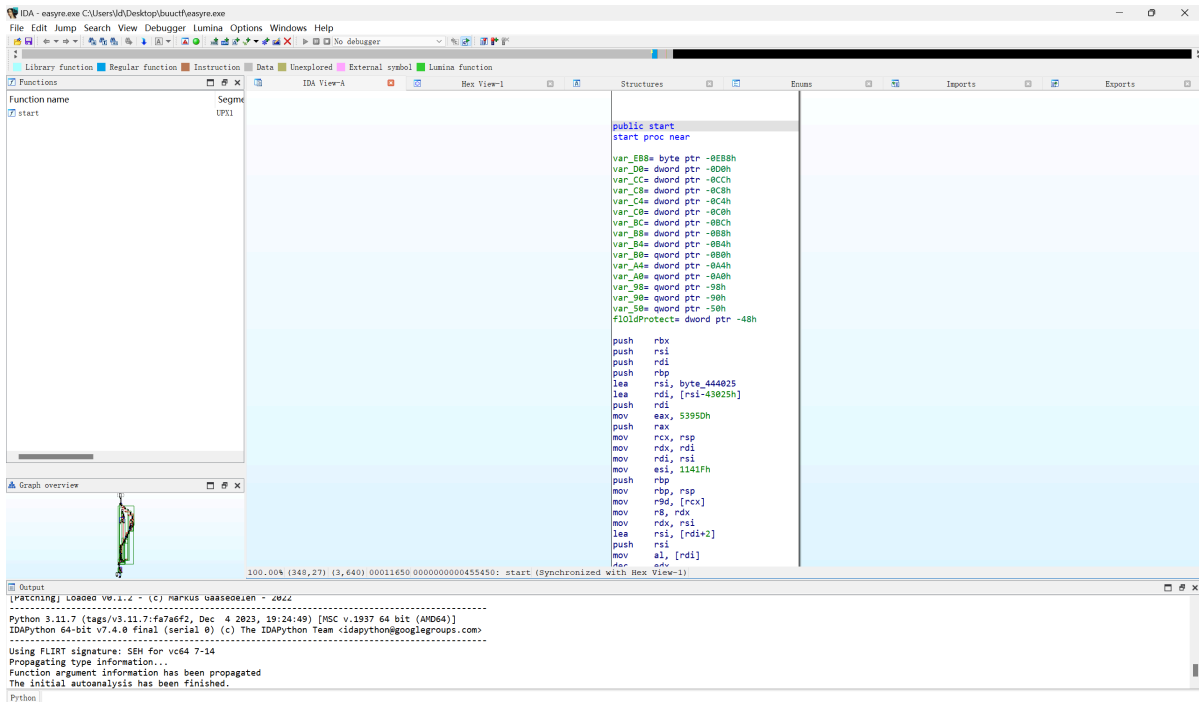 IDA - easyre.exe C:\Users\ld\Desktop\buuctf\easyre.exe
File Edit Jump Search View Debugger Lumina Options Windows Help
No debugger
Library function Regular function Instruction Data Unexplored External symbol Lumina function
Functions
Function name Segme
start UPX1
IDA View-A Hex View-1 Structures Enums Imports Exports
public start
start proc near
var_EB8= byte ptr -0EB8h
var_D0= dword ptr -0D0h
var_CC= dword ptr -0CCh
var_C8= dword ptr -0C8h
var_C4= dword ptr -0C4h
var_C0= dword ptr -0C0h
var_BC= dword ptr -0BCh
var_B8= dword ptr -0B8h
var_B4= dword ptr -0B4h
var_B0= qword ptr -0B0h
var_A4= dword ptr -0A4h
var_A0= qword ptr -0A0h
var_98= qword ptr -98h
var_90= qword ptr -90h
var_50= qword ptr -50h
flOldProtect= dword ptr -48h
push rbx
push rsi
push rdi
push rbp
lea rsi, byte_444025
lea rdi, [rsi-43025h]
push rdi
mov eax, 5395Dh
push rax
mov rcx, rsp
mov rdx, rdi
mov rdi, rsi
mov esi, 1141Fh
push rbp
mov rbp, rsp
mov r9d, [rcx]
mov r8, rdx
mov rdx, rsi
lea rsi, [rdi+2]
push rsi
mov al, [rdi]
dec edx
Graph overview
100.00% (348,27) (3,640) 00011650 0000000000455450: start (Synchronized with Hex View-1)
Output
[Patching] Loaded v0.1.2 - (c) Markus Gaasedelen - 2022
Python 3.11.7 (tags/v3.11.7:fa7a6f2, Dec 4 2023, 19:24:49) [MSC v.1937 64 bit (AMD64)]
IDAPython 64-bit v7.4.0 final (serial 0) (c) The IDAPython Team <idapython@googlegroups.com>
Using FLIRT signature: SEH for vc64 7-14
Propagating type information...
Function argument information has been propagated
The initial autoanalysis has been finished.
Python